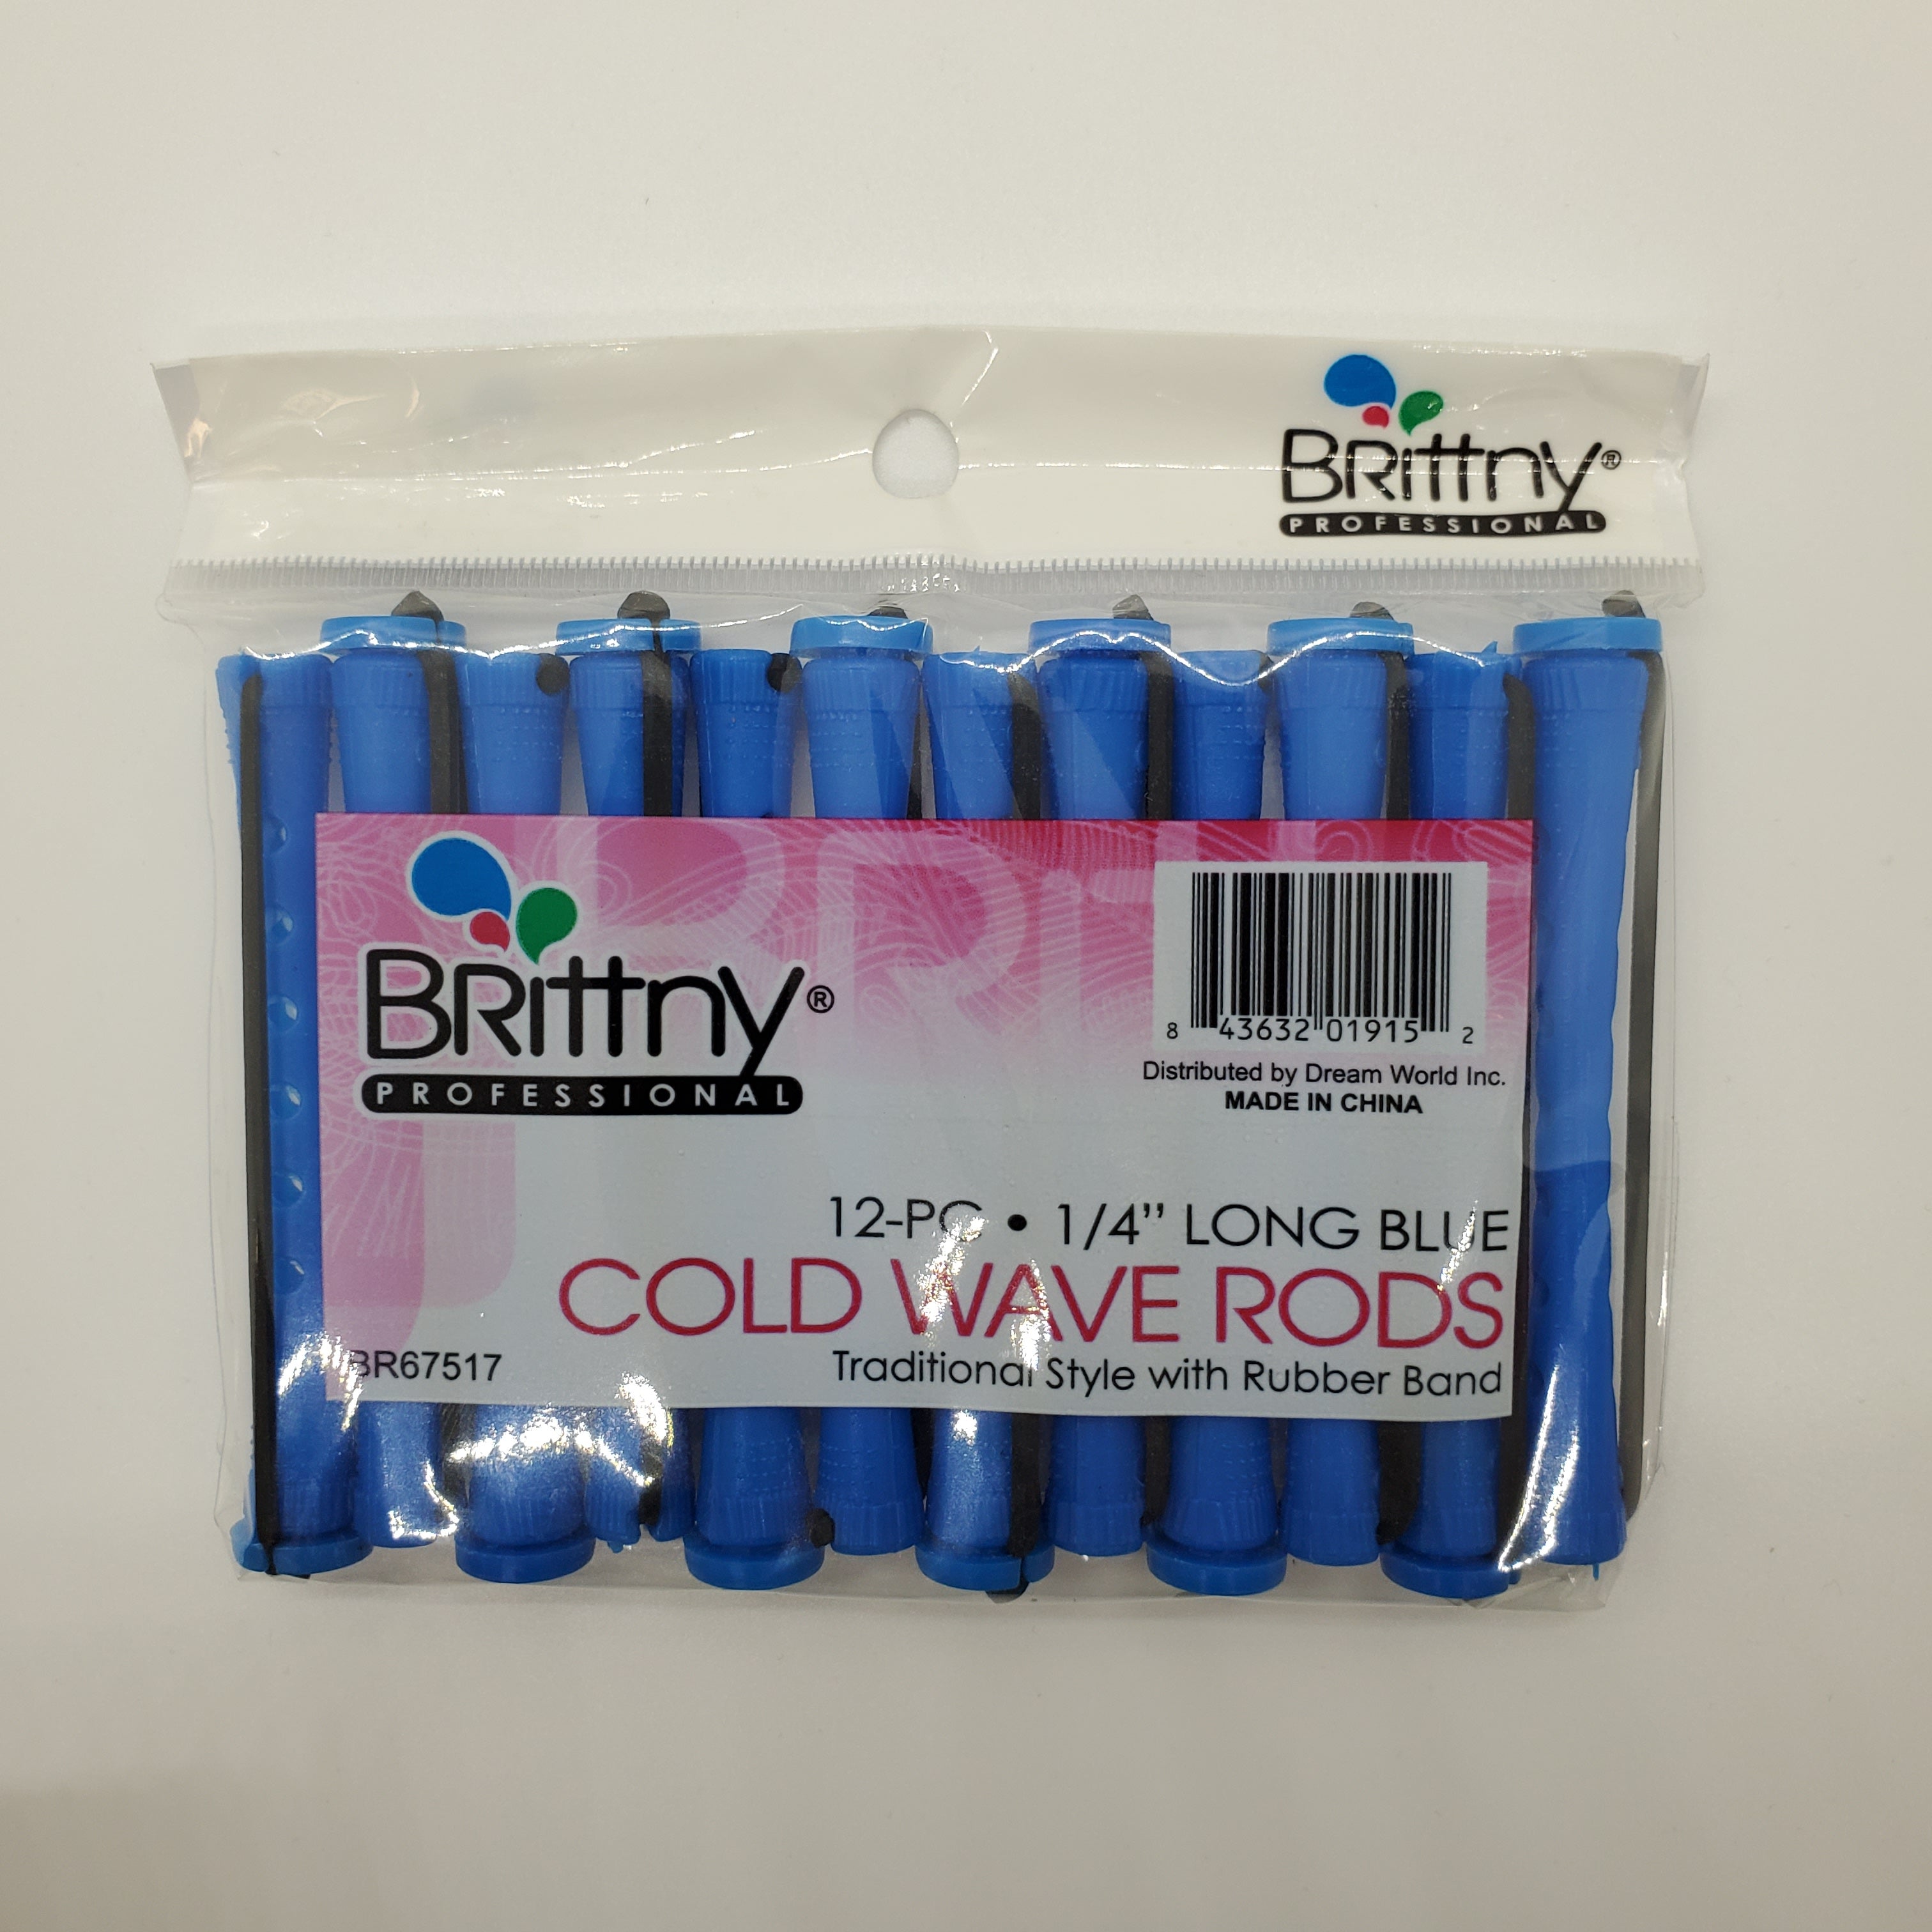 BRittny®
PROFESSIONAL
BRittny®
PROFESSIONAL
8 43632 01915 2
Distributed by Dream World Inc.
MADE IN CHINA
12-PC • 1/4” LONG BLUE
COLD WAVE RODS
Traditional Style with Rubber Band
BR67517